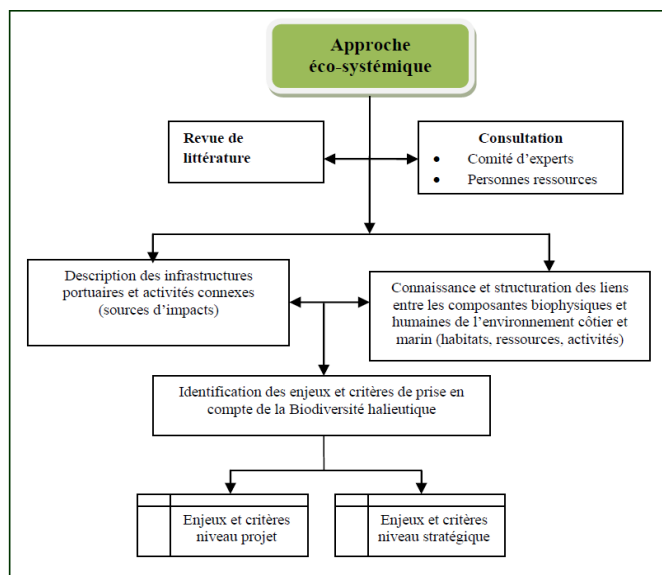 Approche
éco-systémique
Revue de
littérature
Consultation
• Comité d'experts
• Personnes ressources
Description des infrastructures
portuaires et activités connexes
(sources d'impacts)
Connaissance et structuration des liens
entre les composantes biophysiques et
humaines de l'environnement côtier et
marin (habitats, ressources, activités)
Identification des enjeux et critères de prise en
compte de la Biodiversité halieutique
Enjeux et critères
niveau projet
Enjeux et critères
niveau stratégique